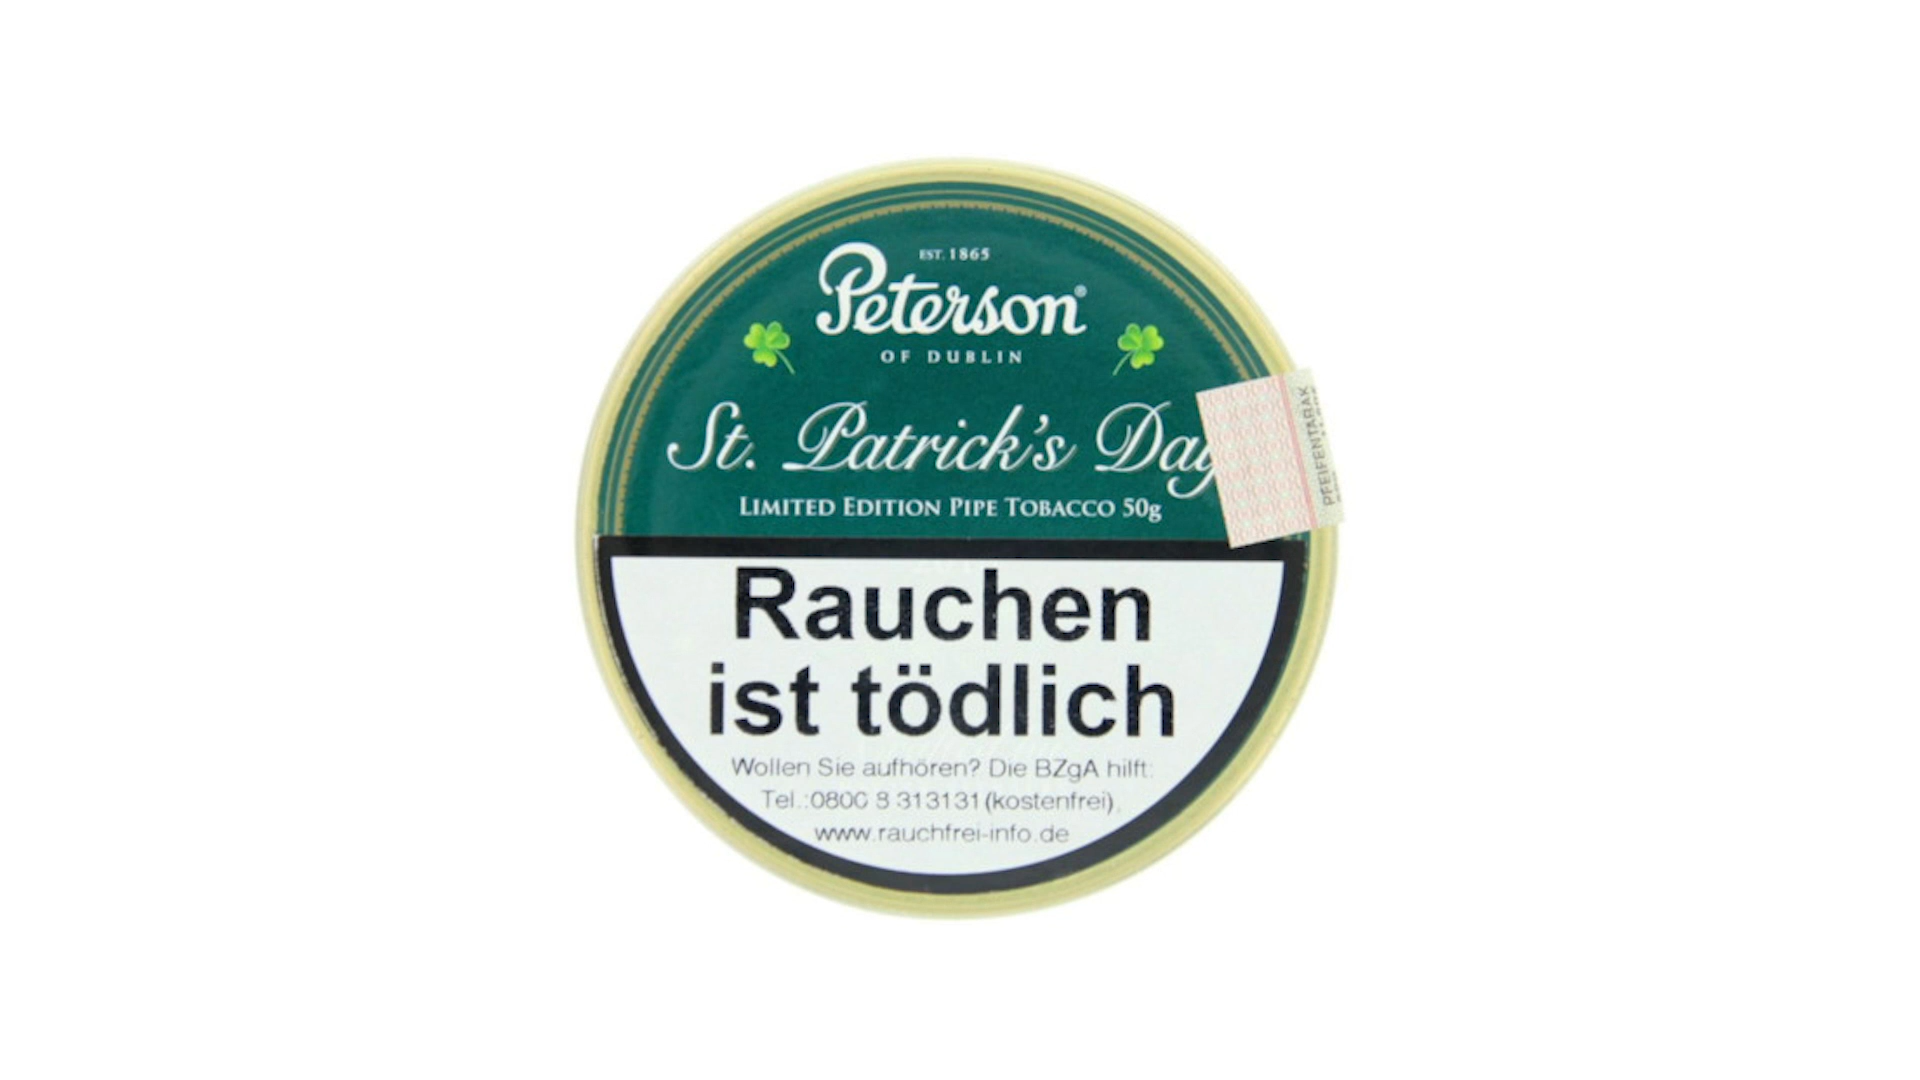 EST. 1865
Peterson®
OF DUBLIN
St. Patrick's Day
LIMITED EDITION PIPE TOBACCO 50g
PFEIFENTABAK
Rauchen
ist tödlich
Wollen Sie aufhören? Die BZgA hilft:
Tel.:0800 8 313131(kostenfrei),
www.rauchfrei-info.de